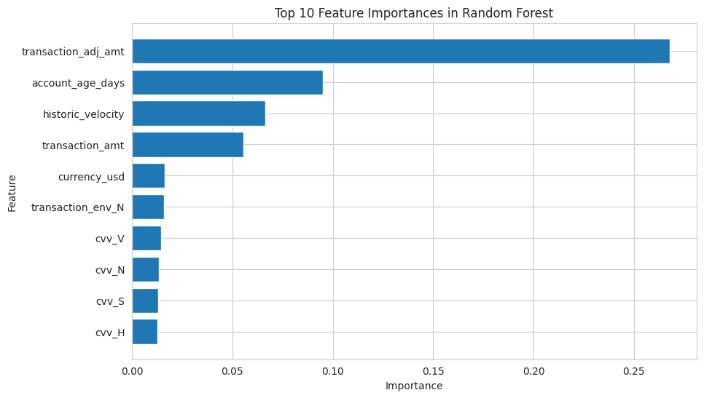 Top 10 Feature Importances in Random Forest
Feature
transaction_adj_amt
account_age_days
historic_velocity
transaction_amt
currency_usd
transaction_env_N
cvv_V
cvv_N
cvv_S
cvv_H
0.00 0.05 0.10 0.15 0.20 0.25
Importance